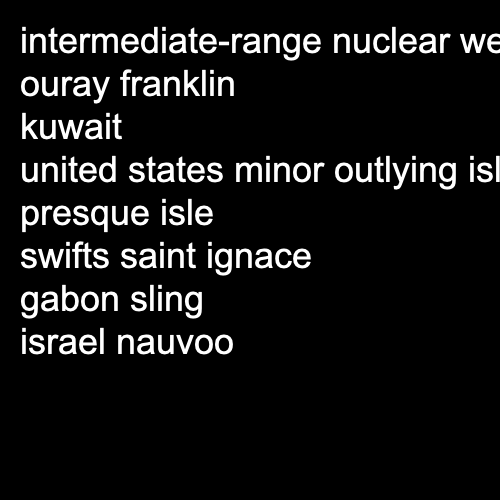 intermediate-range nuclear we
ouray franklin
kuwait
united states minor outlying isl
presque isle
swifts saint ignace
gabon sling
israel nauvoo